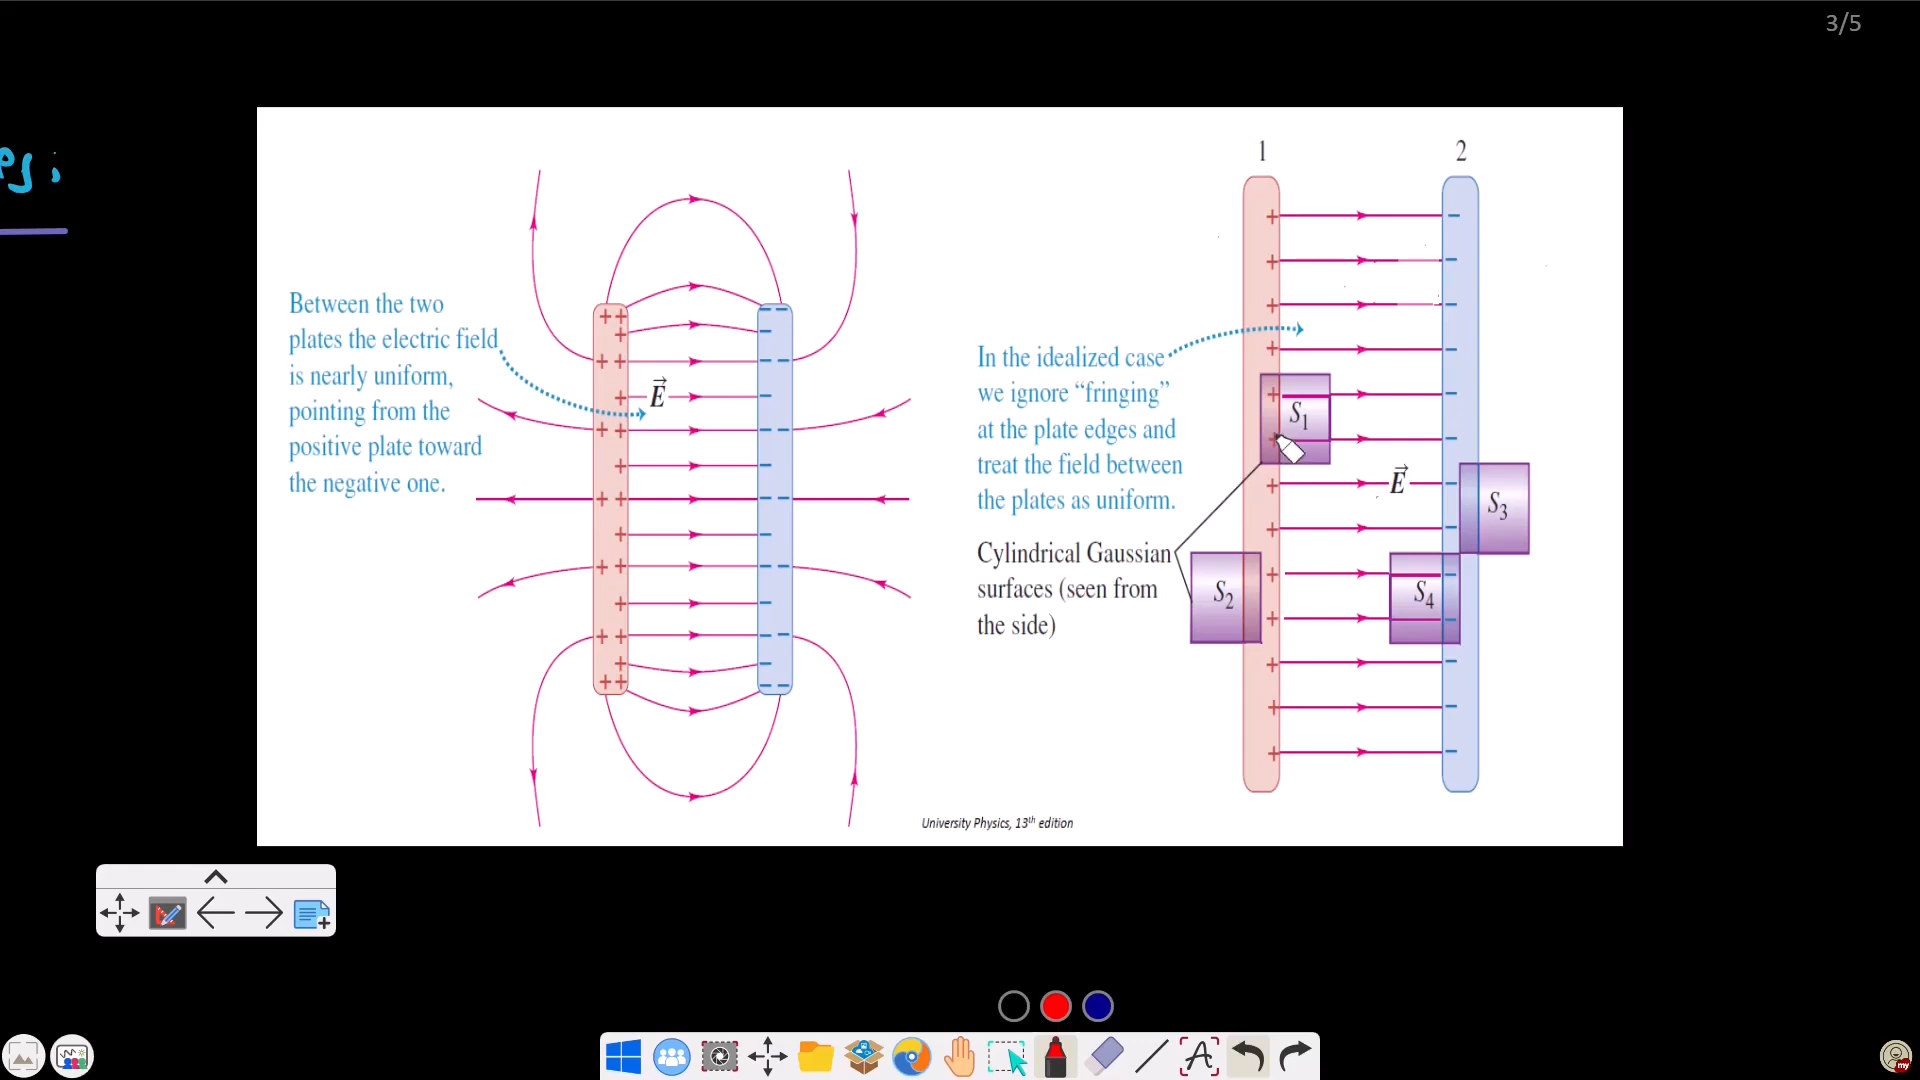 3/5
Between the two
plates the electric field
is nearly uniform,
pointing from the
positive plate toward
the negative one.
E
1
2
In the idealized case
we ignore “fringing”
at the plate edges and
treat the field between
the plates as uniform.
Cylindrical Gaussian
surfaces (seen from
the side)
S1
E
S3
S2
S4
University Physics, 13th edition
my